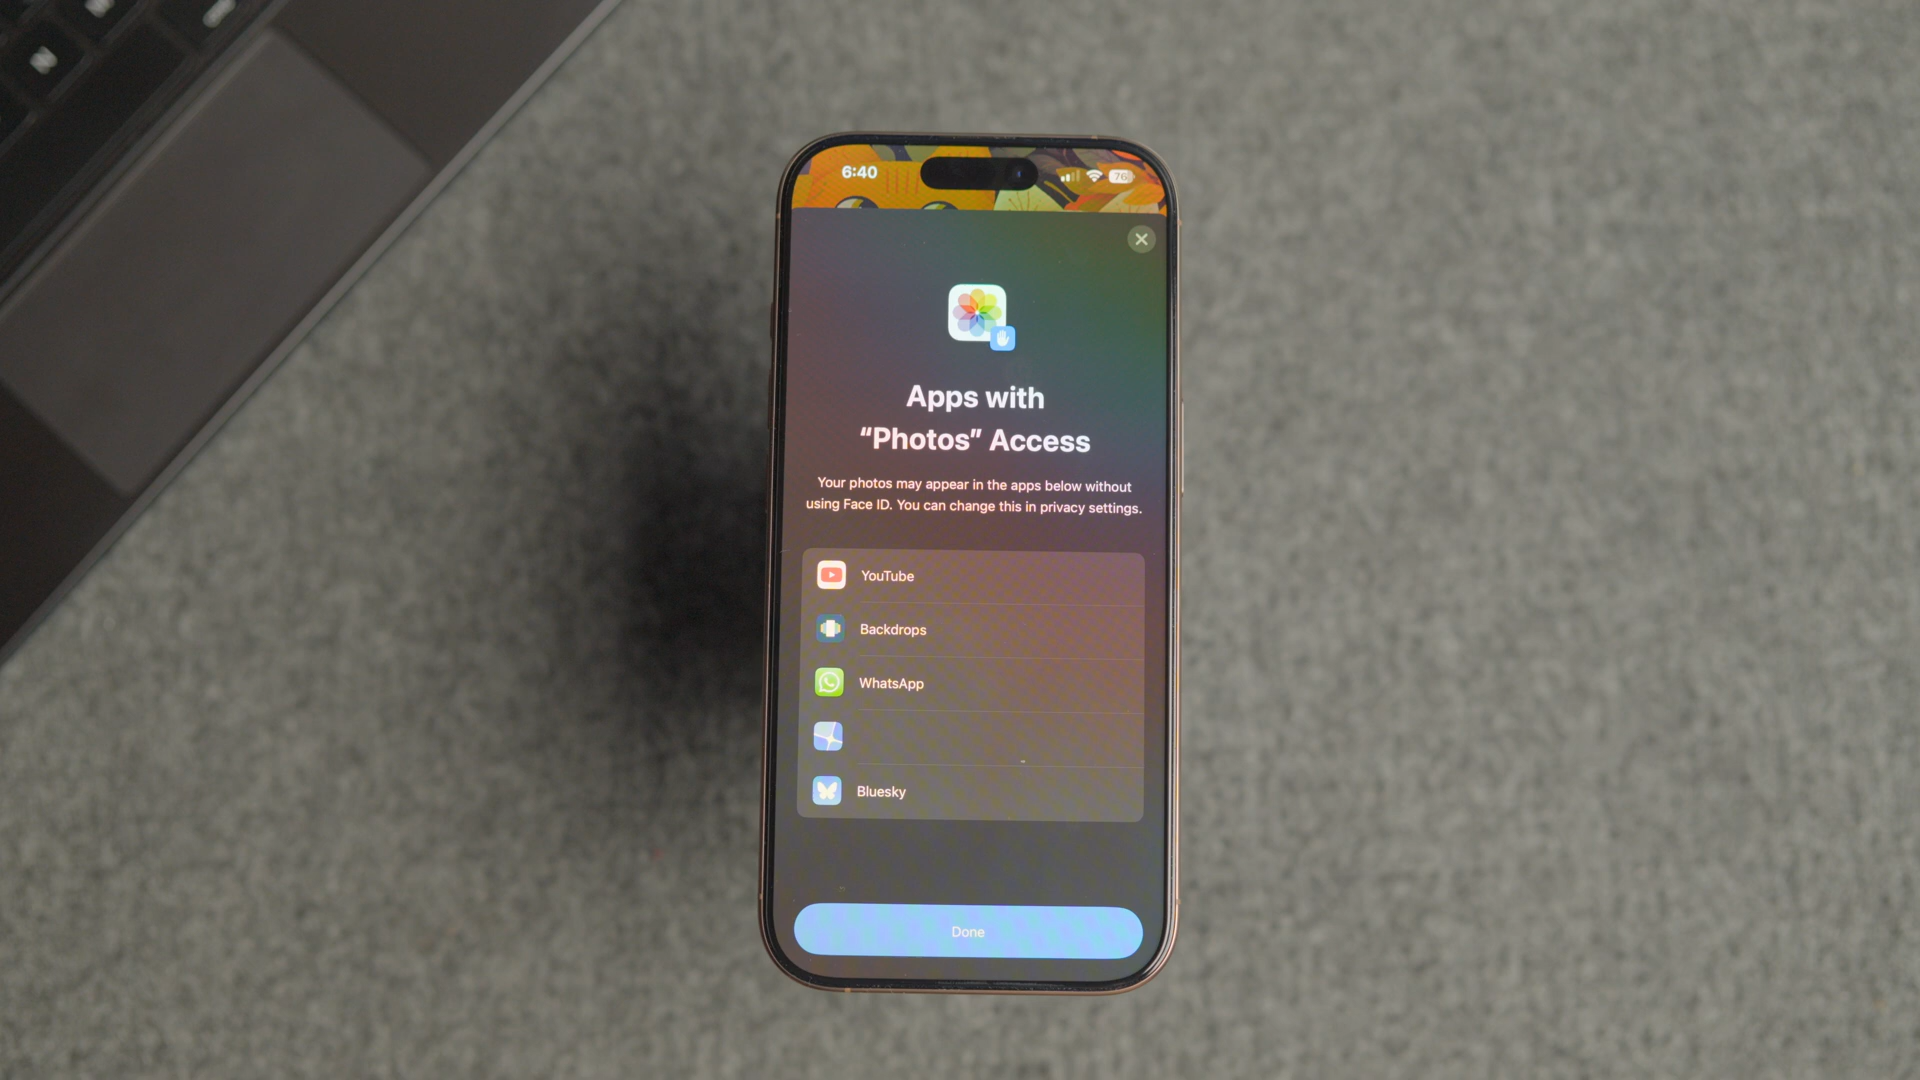 6:40
76
Apps with
“Photos” Access
Your photos may appear in the apps below without
using Face ID. You can change this in privacy settings.
YouTube
Backdrops
WhatsApp
Bluesky
Done